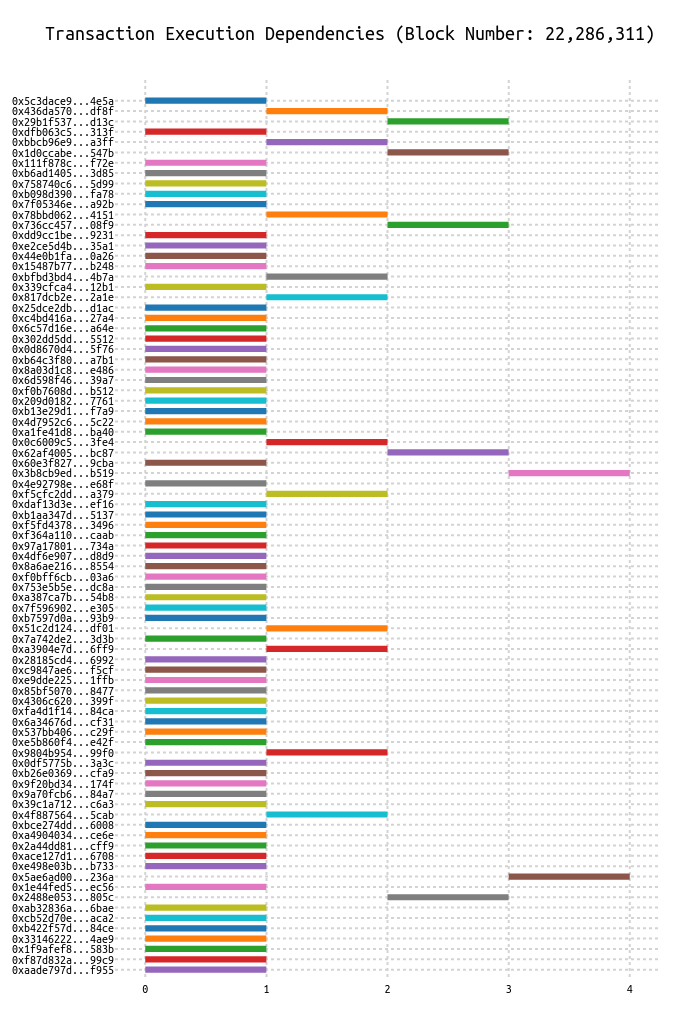 Transaction Execution Dependencies (Block Number: 22,286,311)
0x5c3dace9...4e5a
0x436da570...df8f
0x29b1f537...d13c
0xdfb063c5...313f
0xbbcb96e9...a3ff
0x1d0ccabe...547b
0x111f878c...f72e
0xb6ad1405...3d85
0x758740c6...5d99
0xb098d390...fa78
0x7f05346e...a92b
0x78bbd062...4151
0x736cc457...08f9
0xdd9cc1be...9231
0xe2ce5d4b...35a1
0x44e0b1fa...0a26
0x15487b77...b248
0xbfbd3bd4...4b7a
0x339cfca4...12b1
0x817dcb2e...2a1e
0x25dce2db...d1ac
0xc4bd416a...27a4
0x6c57d16e...a64e
0x302dd5dd...5512
0x0d8670d4...5f76
0xb64c3f80...a7b1
0x8a03d1c8...e486
0x6d598f46...39a7
0xf0b7608d...b512
0x209d0182...7761
0xb13e29d1...f7a9
0x4d7952c6...5c22
0xa1fe41d8...ba40
0x0c6009c5...3fe4
0x62af4005...bc87
0x60e3f827...9cba
0x3b8cb9ed...b519
0x4e92798e...e68f
0xf5cfc2dd...a379
0xdaf13d3e...ef16
0xb1aa347d...5137
0xf5fd4378...3496
0xf364a110...caab
0x97a17801...734a
0x4df6e907...d8d9
0x8a6ae216...8554
0xf0bff6cb...03a6
0x753e5b5e...dc8a
0xa387ca7b...54b8
0x7f596902...e305
0xb7597d0a...93b9
0x51c2d124...df01
0x7a742de2...3d3b
0xa3904e7d...6ff9
0x28185cd4...6992
0xc9847ae6...f5cf
0xe9dde225...1ffb
0x85bf5070...8477
0x4306c620...399f
0xfa4d1f14...84ca
0x6a34676d...cf31
0x537bb406...c29f
0xe5b860f4...e42f
0x9804b954...99f0
0x0df5775b...3a3c
0xb26e0369...cfa9
0x9f20bd34...174f
0x9a70fcb6...84a7
0x39c1a712...c6a3
0x4f887564...5cab
0xbce274dd...6008
0xa4904034...ce6e
0x2a44dd81...cff9
0xace127d1...6708
0xe498e03b...b733
0x5ae6ad00...236a
0x1e44fed5...ec56
0x2488e053...805c
0xab32836a...6bae
0xcb52d70e...aca2
0xb422f57d...84ce
0x33146222...4ae9
0x1f9afef8...583b
0xf87d832a...99c9
0xaade797d...f955
0 1 2 3 4